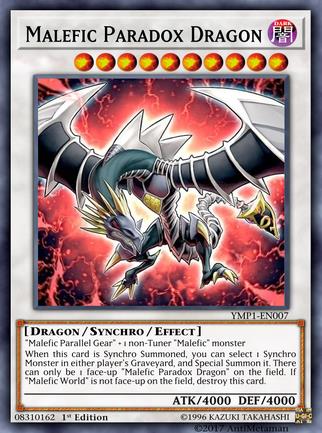 Malefic Paradox Dragon
DARK
闇
YMP1-EN007
[Dragon / Synchro / Effect]
"Malefic Parallel Gear" + 1 non-Tuner "Malefic" monster
When this card is Synchro Summoned, you can select 1 Synchro
Monster in either player's Graveyard, and Special Summon it. There
can only be 1 face-up "Malefic Paradox Dragon" on the field. If
"Malefic World" is not face-up on the field, destroy this card.
ATK/4000 DEF/4000
08310162 1st Edition ©1996 KAZUKI TAKAHASHI
©2017 AntiMetaman